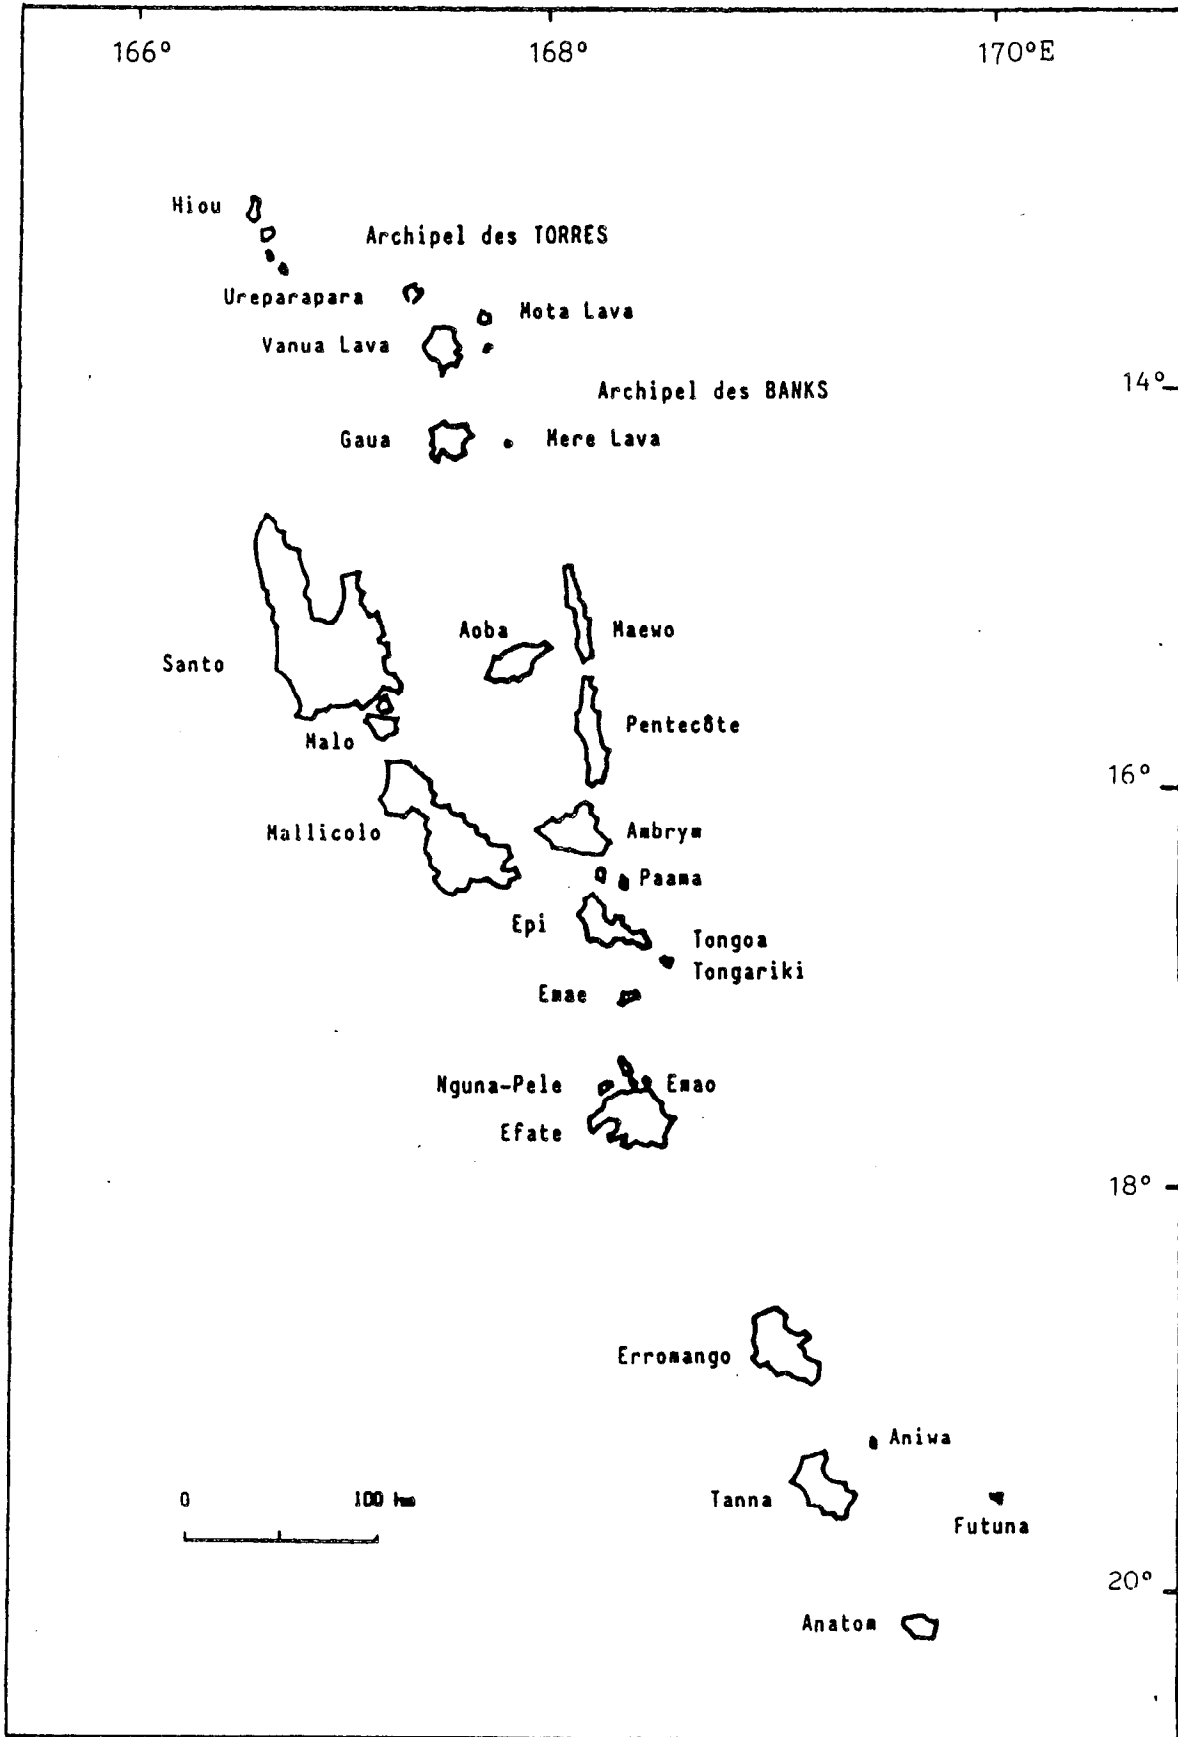 166°
168°
170°E
Hiou
Archipel des TORRES
Ureparapara
Mota Lava
Vanua Lava
14°
Archipel des BANKS
Gaua
Mere Lava
Aoba
Maewo
Santo
Pentecôte
Malo
16°
Mallicolo
Ambrym
Paama
Epi
Tongoa
Tongariki
Emae
Nguna-Pele
Emao
Efate
18°
Erromango
Aniwa
0
100 km
Tanna
Futuna
20°
Anatom